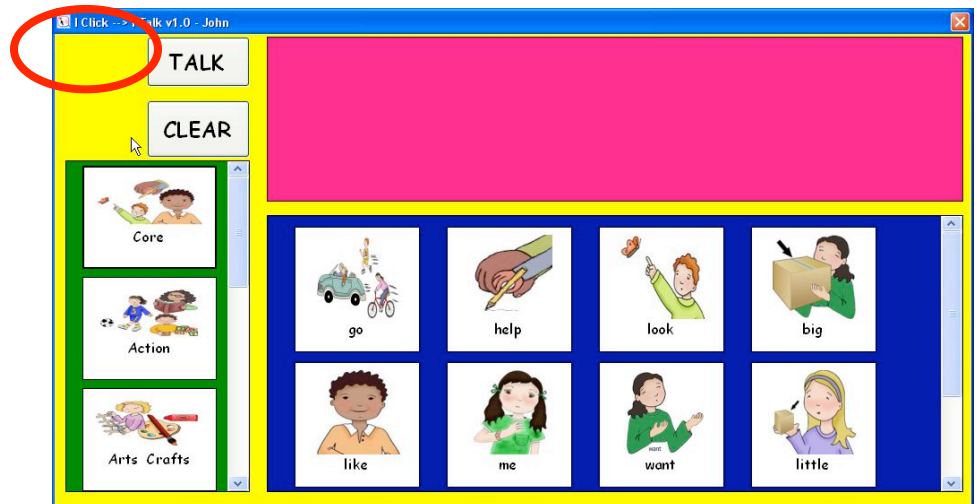 I Click --> I Talk v1.0 - John
TALK
CLEAR
Core
Action
Arts Crafts
go
help
look
big
like
me
want
want
little